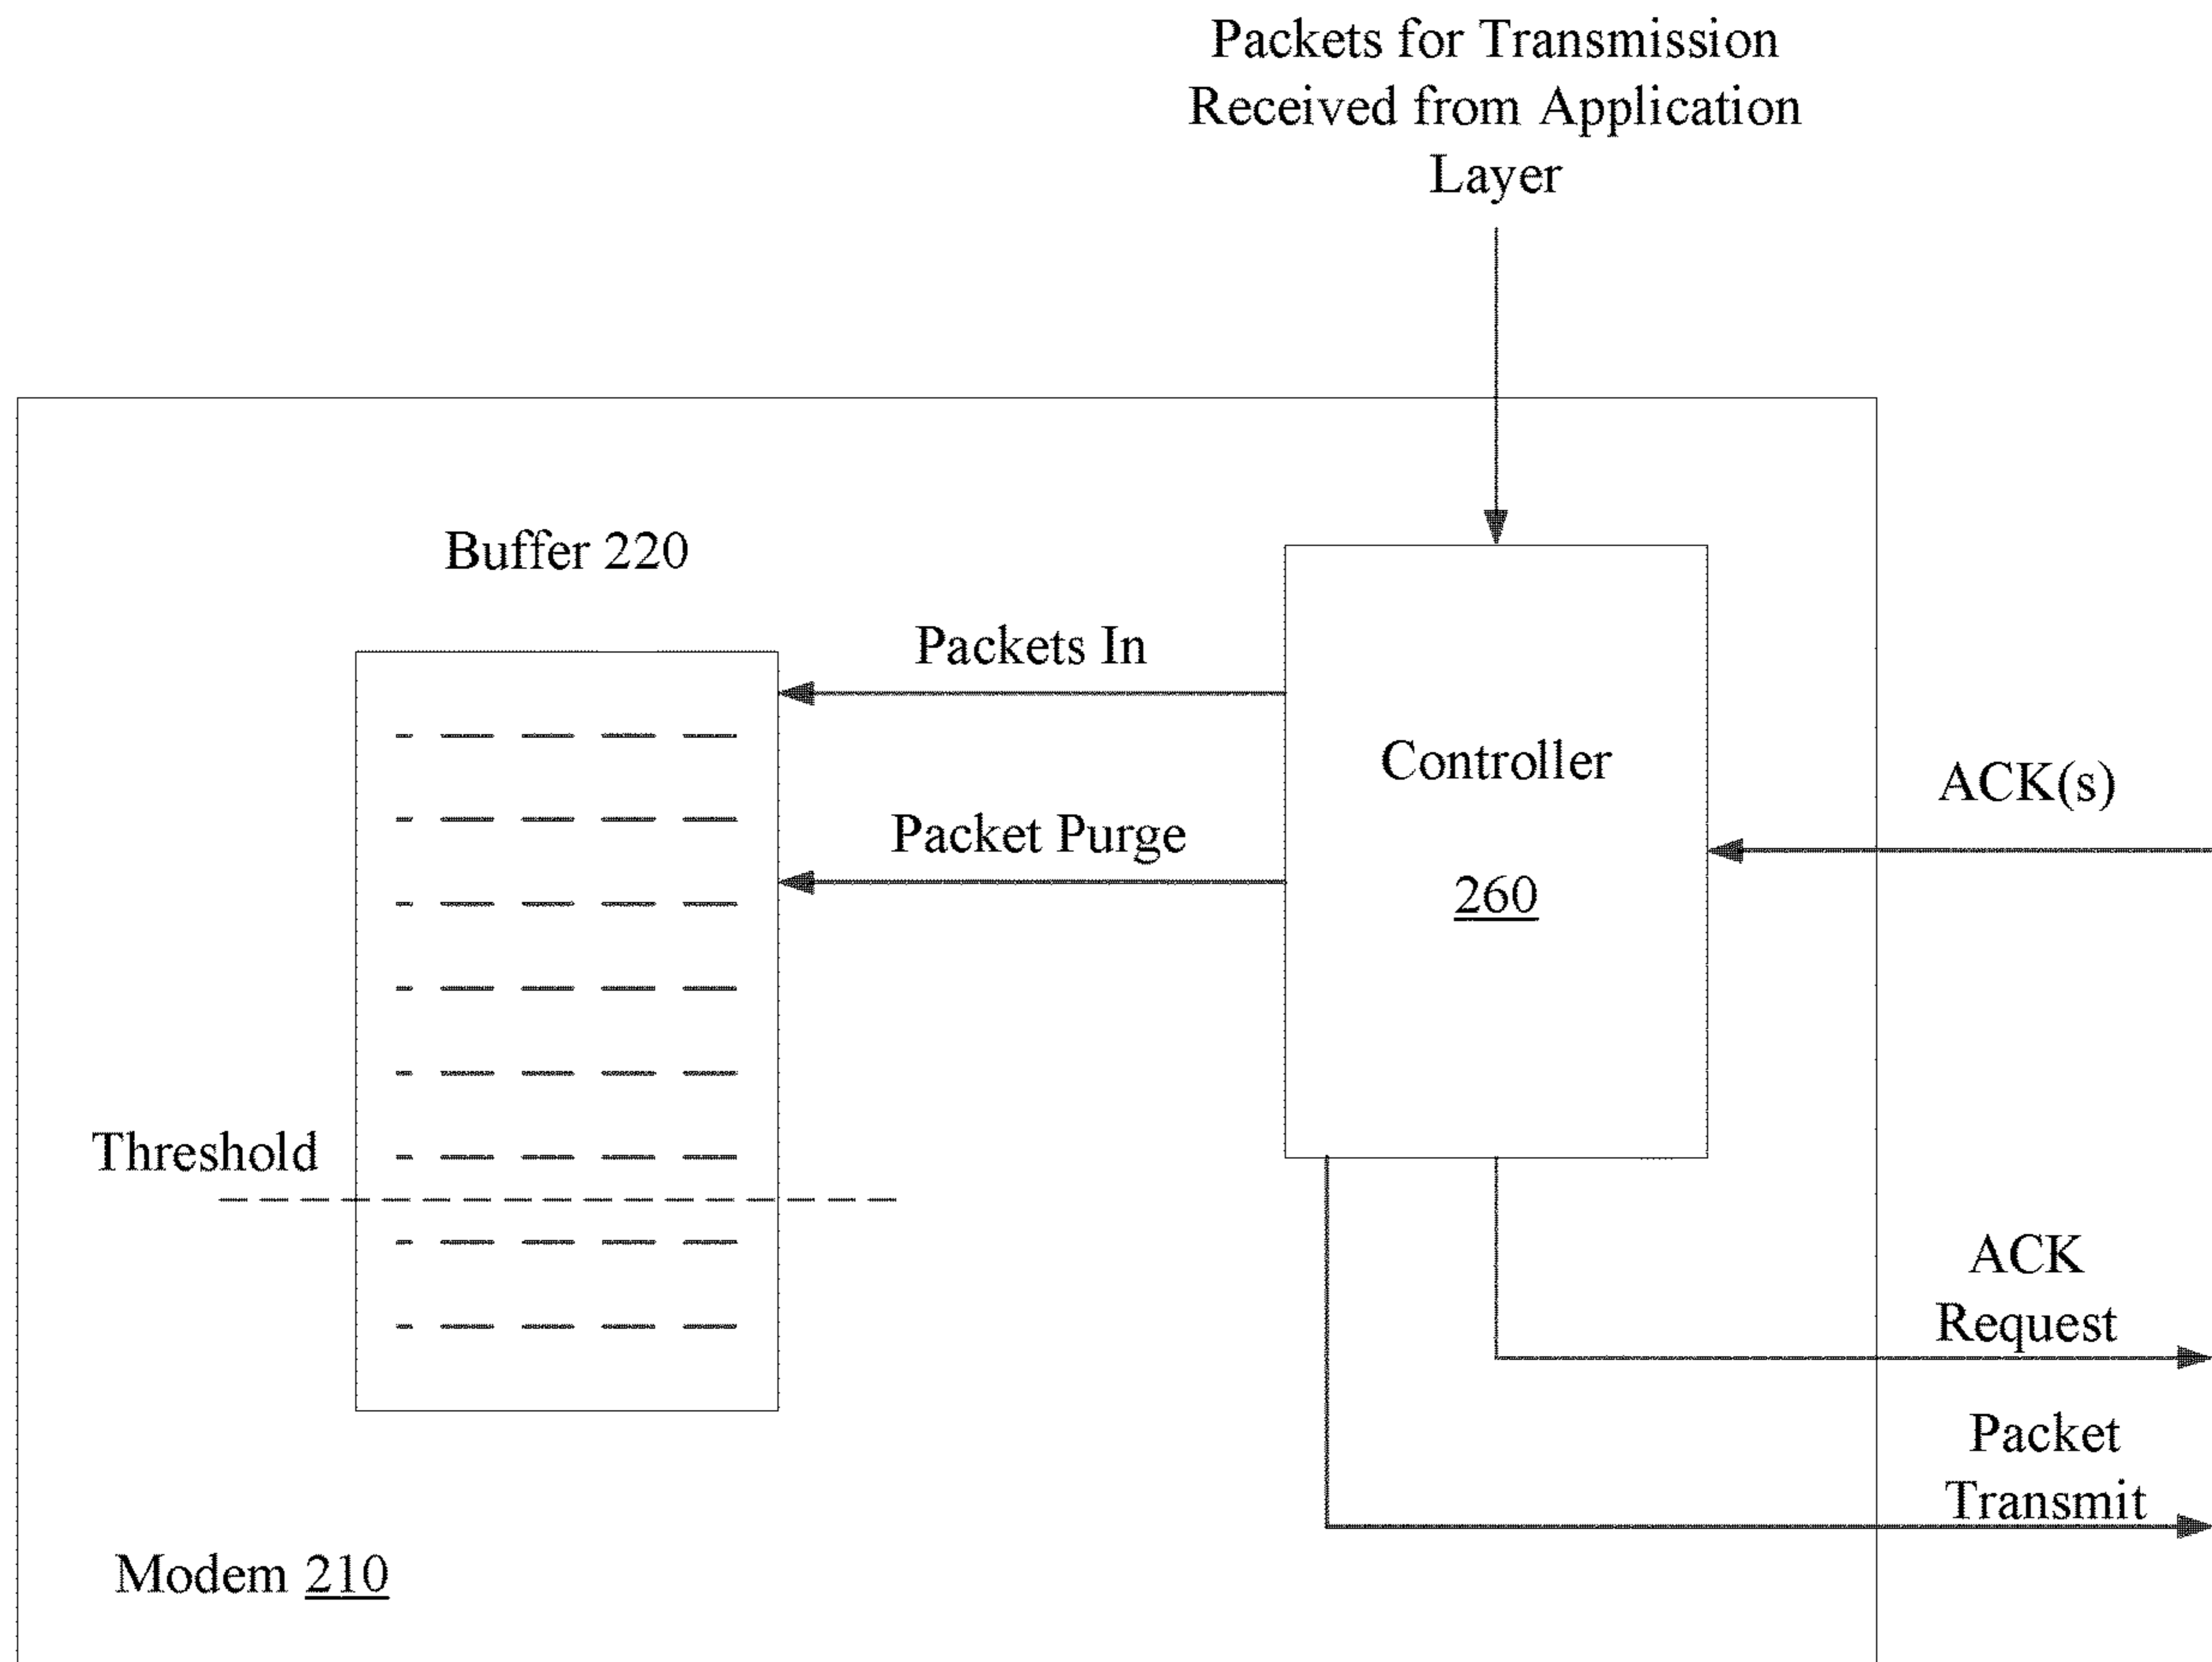 Packets for Transmission
Received from Application
Layer
Buffer 220
Packets In
Controller
260
ACK(s)
Packet Purge
Threshold
ACK
Request
Packet
Transmit
Modem 210